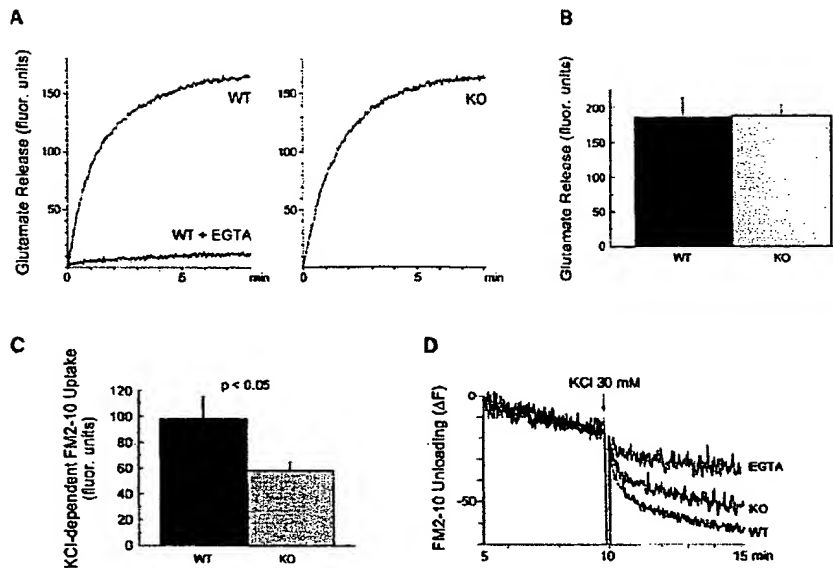 A
Glutamate Release (fluor. units)
150
100
50
WT
WT + EGTA
0
5
min
150
100
50
KO
0
5
min
B
Glutamate Release (fluor. units)
200
150
100
50
0
WT
KO
C
KCl-dependent FM2-10 Uptake
(fluor. units)
p < 0.05
120
100
80
60
40
20
0
WT
KO
D
FM2-10 Unloading (ΔF)
KCl 30 mM
0
-50
EGTA
KO
WT
5
10
15 min